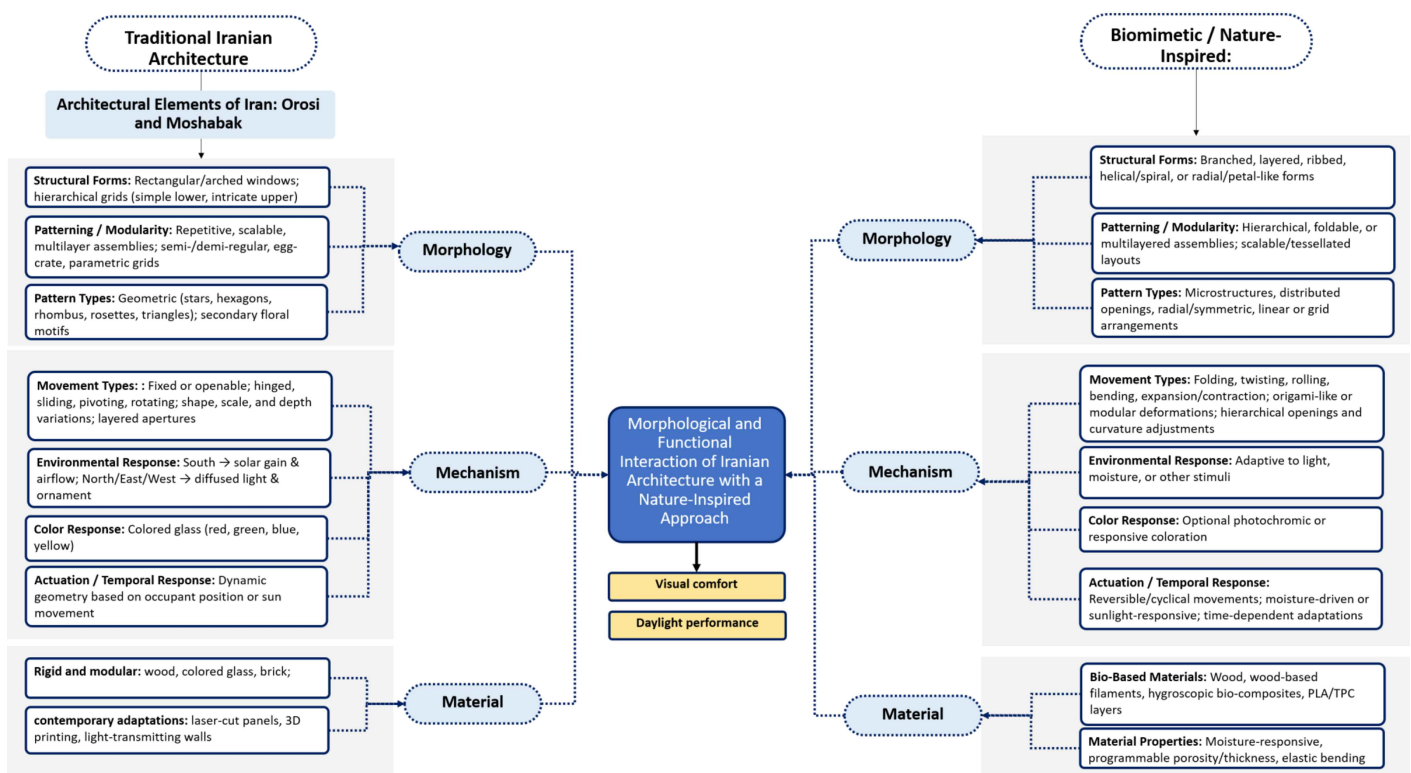 Traditional Iranian
Architecture
Architectural Elements of Iran: Orosi
and Moshabak
Structural Forms: Rectangular/arched windows;
hierarchical grids (simple lower, intricate upper)
Patterning / Modularity: Repetitive, scalable,
multilayer assemblies; semi-/demi-regular, egg-
crate, parametric grids
Pattern Types: Geometric (stars, hexagons,
rhombus, rosettes, triangles); secondary floral
motifs
Morphology
Movement Types: : Fixed or openable; hinged,
sliding, pivoting, rotating; shape, scale, and depth
variations; layered apertures
Environmental Response: South → solar gain &
airflow; North/East/West → diffused light &
ornament
Color Response: Colored glass (red, green, blue,
yellow)
Actuation / Temporal Response: Dynamic
geometry based on occupant position or sun
movement
Mechanism
Rigid and modular: wood, colored glass, brick;
contemporary adaptations: laser-cut panels, 3D
printing, light-transmitting walls
Material
Morphological and
Functional
Interaction of Iranian
Architecture with a
Nature-Inspired
Approach
Visual comfort
Daylight performance
Biomimetic / Nature-
Inspired:
Morphology
Structural Forms: Branched, layered, ribbed,
helical/spiral, or radial/petal-like forms
Patterning / Modularity: Hierarchical, foldable, or
multilayered assemblies; scalable/tessellated
layouts
Pattern Types: Microstructures, distributed
openings, radial/symmetric, linear or grid
arrangements
Mechanism
Movement Types: Folding, twisting, rolling,
bending, expansion/contraction; origami-like or
modular deformations; hierarchical openings and
curvature adjustments
Environmental Response: Adaptive to light,
moisture, or other stimuli
Color Response: Optional photochromic or
responsive coloration
Actuation / Temporal Response:
Reversible/cyclical movements; moisture-driven or
sunlight-responsive; time-dependent adaptations
Material
Bio-Based Materials: Wood, wood-based
filaments, hygroscopic bio-composites, PLA/TPC
layers
Material Properties: Moisture-responsive,
programmable porosity/thickness, elastic bending